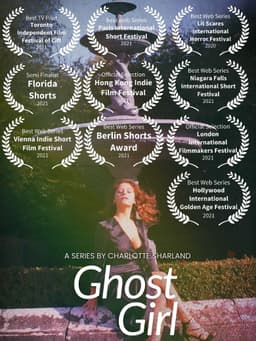 Best TV Pilot
Toronto
Independent Film
Festival of Cift
2021
Best Web Series
Paris International
Short Festival
2021
Best Web Series
Lit Scares
International
Horror Festival
2020
Semi Finalist
Florida
Shorts
2021
Official Selection
Hong Kong Indie
Film Festival
2021
Best Web Series
Niagara Falls
International Short
Festival
2021
Best Web Series
Vienna Indie Short
Film Festival
2021
Best Web Series
Berlin Shorts
Award
2021
Official Selection
London
International
Filmmakers Festival
2021
Best Web Series
Hollywood
International
Golden Age Festival
2021
A SERIES BY CHARLOTTE SHARLAND
Ghost
Girl